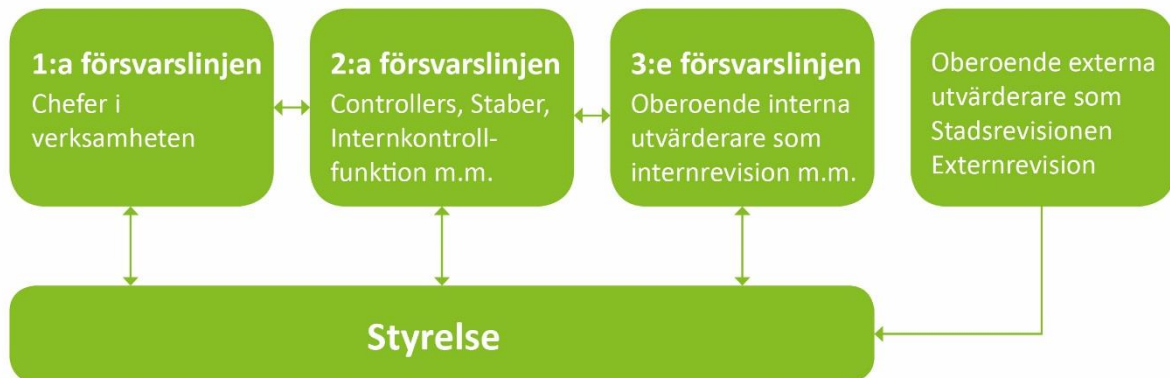 1:a försvarslinjen
Chefer i
verksamheten
2:a försvarslinjen
Controllers, Staber,
Internkontroll-
funktion m.m.
3:e försvarslinjen
Oberoende interna
utvärderare som
internrevision m.m.
Oberoende externa
utvärderare som
Stadsrevisionen
Externrevision
Styrelse